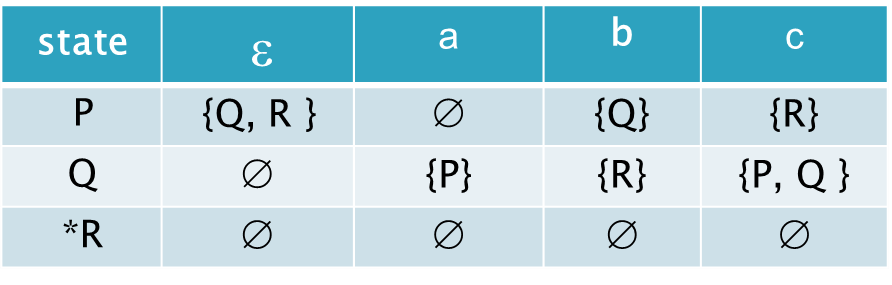 state ε a b c
P {Q, R } ∅ {Q} {R}
Q ∅ {P} {R} {P, Q }
*R ∅ ∅ ∅ ∅